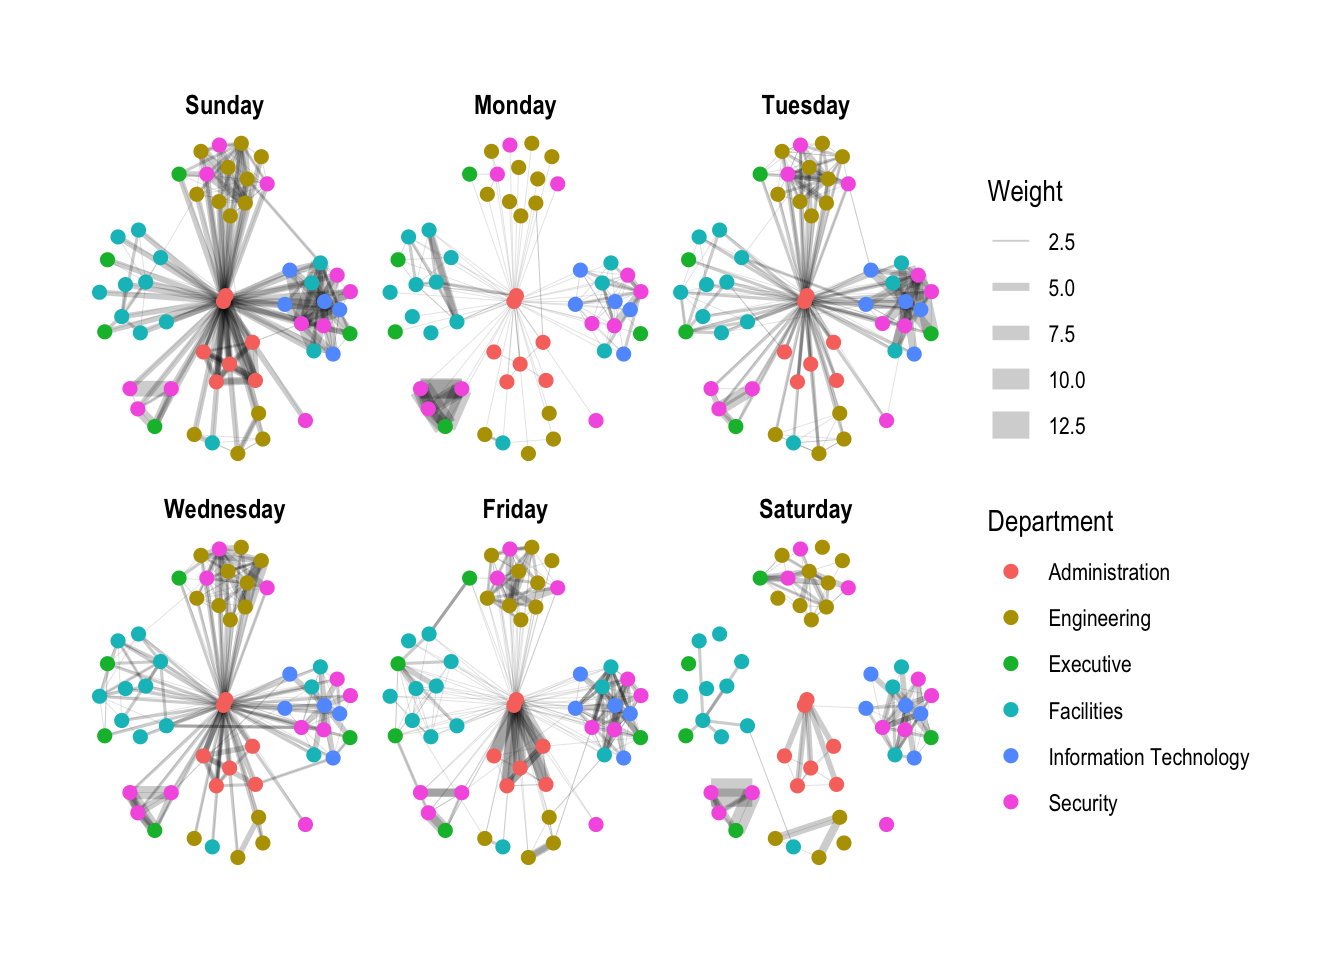 Sunday
Monday
Tuesday
Weight
2.5
5.0
7.5
10.0
12.5
Wednesday
Friday
Saturday
Department
Administration
Engineering
Executive
Facilities
Information Technology
Security